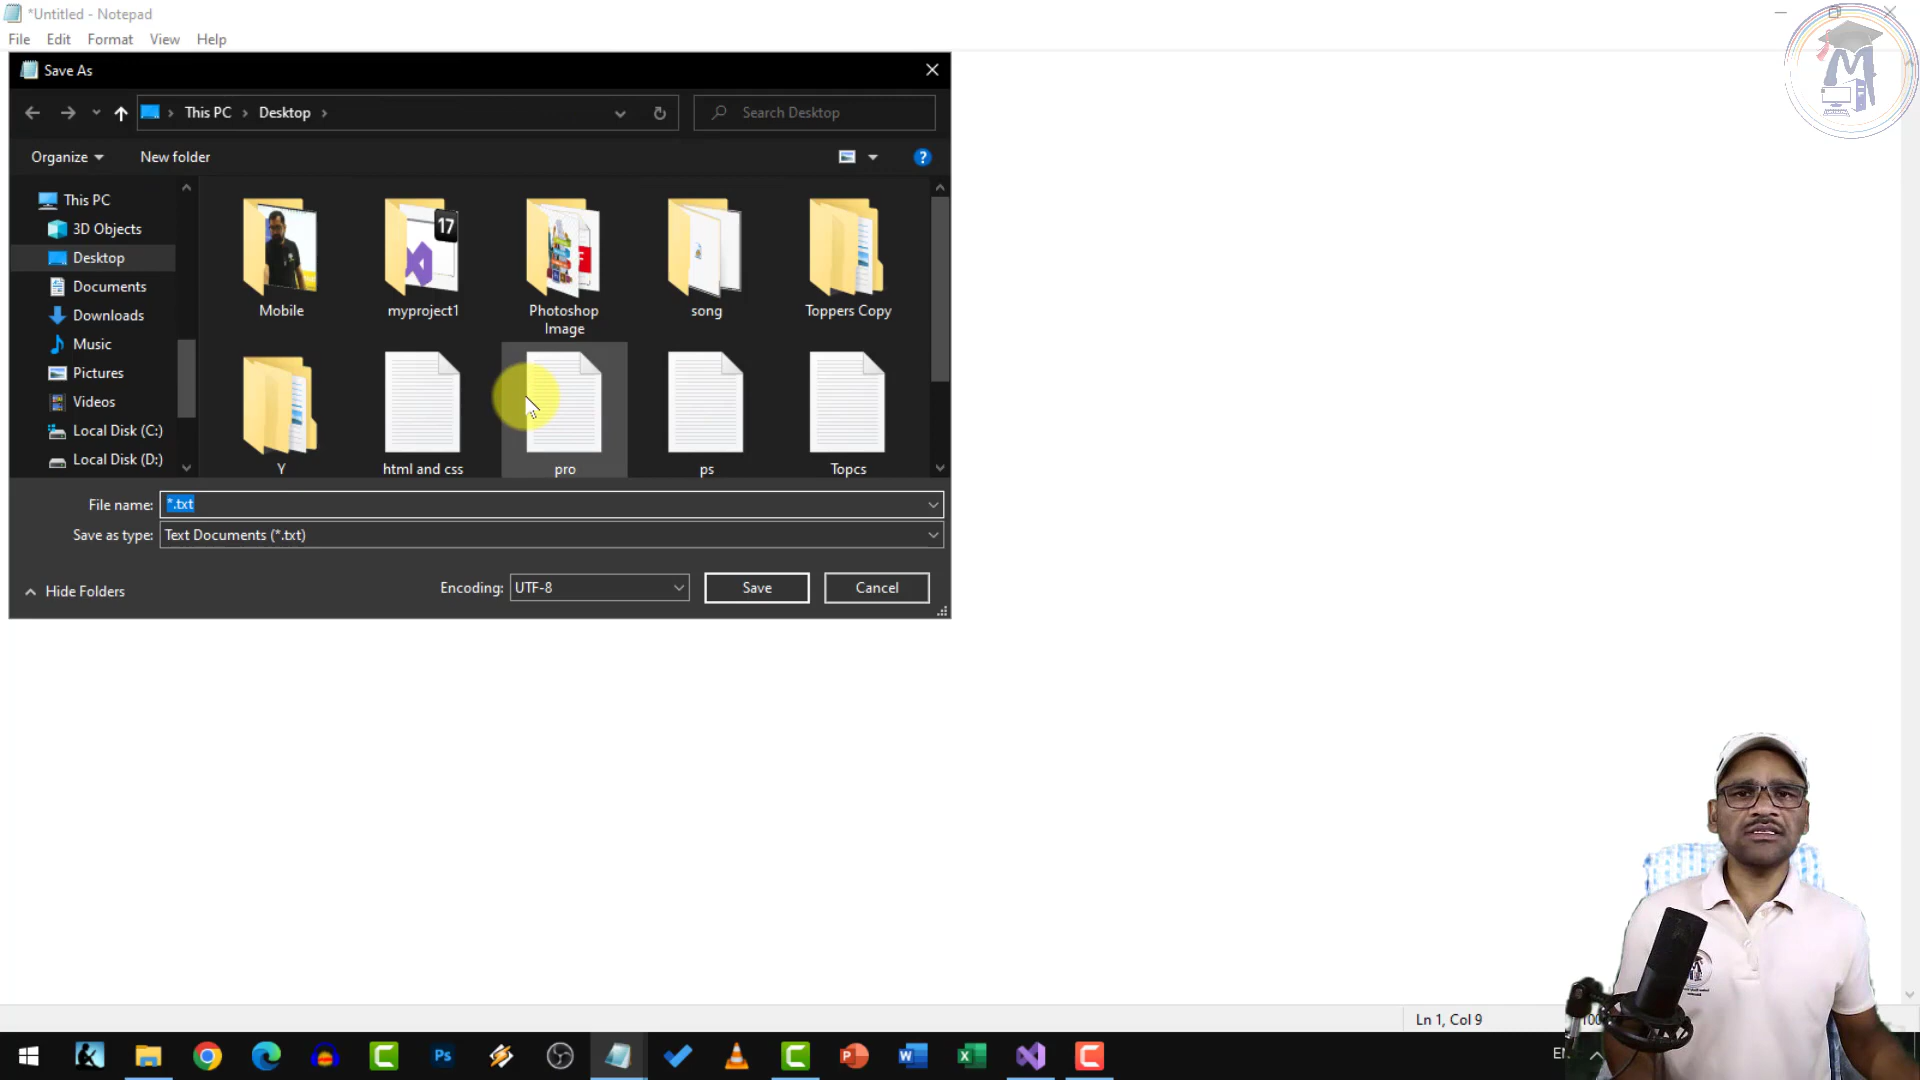 *Untitled - Notepad
File Edit Format View Help
Save As
This PC Desktop
Search Desktop
Organize New folder
This PC
3D Objects
Desktop
Documents
Downloads
Music
Pictures
Videos
Local Disk (C:)
Local Disk (D:)
17
Mobile myproject1 Photoshop Image song Toppers Copy
Y html and css pro ps Topcs
File name: *.txt
Save as type: Text Documents (*.txt)
Hide Folders Encoding: UTF-8 Save Cancel
Ln 1, Col 9
Ps